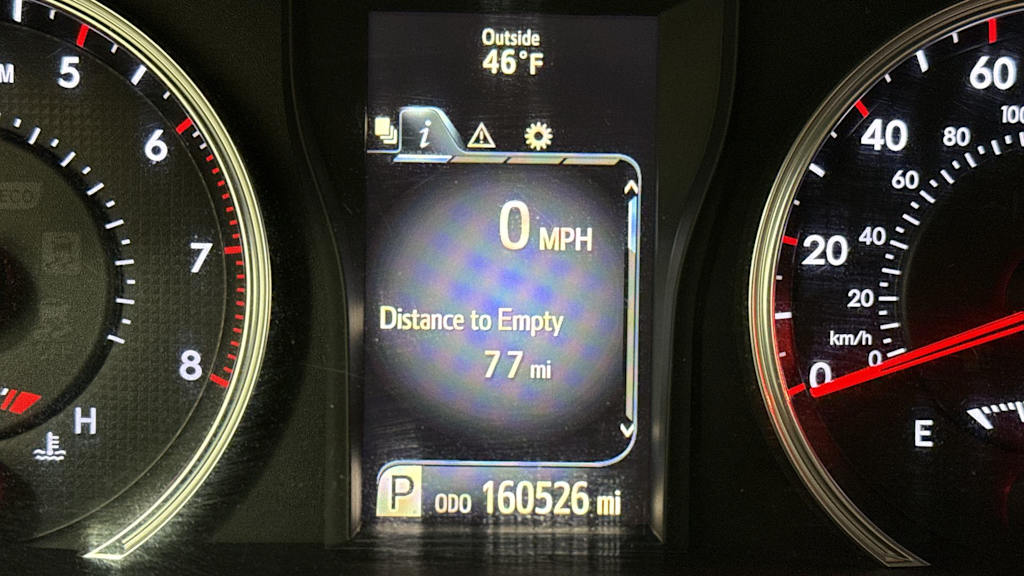 Outside
46°F
i
0 MPH
Distance to Empty
77 mi
P ODO 160526 mi
5
6
7
8
H
ECO
60
40
20
0
100
80
60
40
20
0
km/h
E